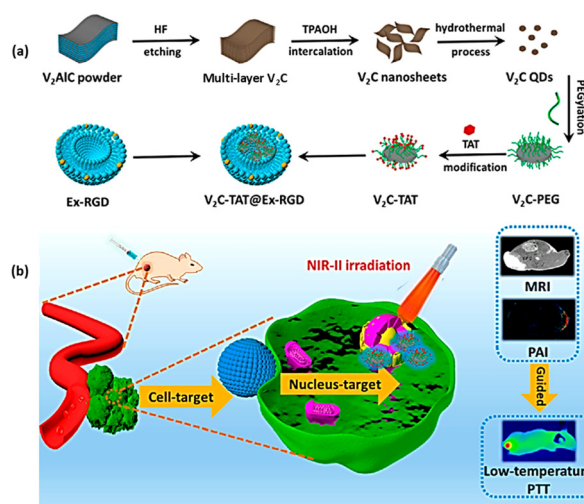 (a)
HF
etching
TPAOH
intercalation
hydrothermal
process
V₂AlC powder
Multi-layer V₂C
V₂C nanosheets
V₂C QDs
PEGylation
TAT
modification
Ex-RGD
V₂C-TAT@Ex-RGD
V₂C-TAT
V₂C-PEG
(b)
NIR-II irradiation
MRI
PAI
Cell-target
Nucleus-target
Guided
Low-temperature
PTT